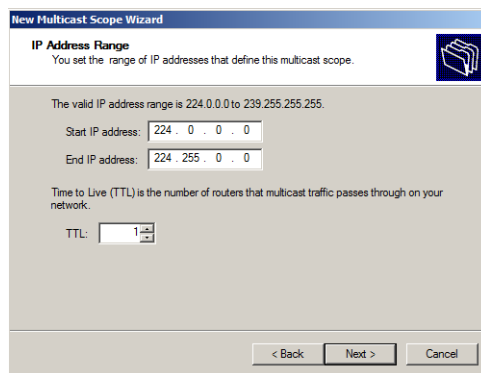 New Multicast Scope Wizard
IP Address Range
You set the range of IP addresses that define this multicast scope.
The valid IP address range is 224.0.0.0 to 239.255.255.255.
Start IP address: 224 . 0 . 0 . 0
End IP address: 224 . 255 . 0 . 0
Time to Live (TTL) is the number of routers that multicast traffic passes through on your
network.
TTL: 1
< Back Next > Cancel